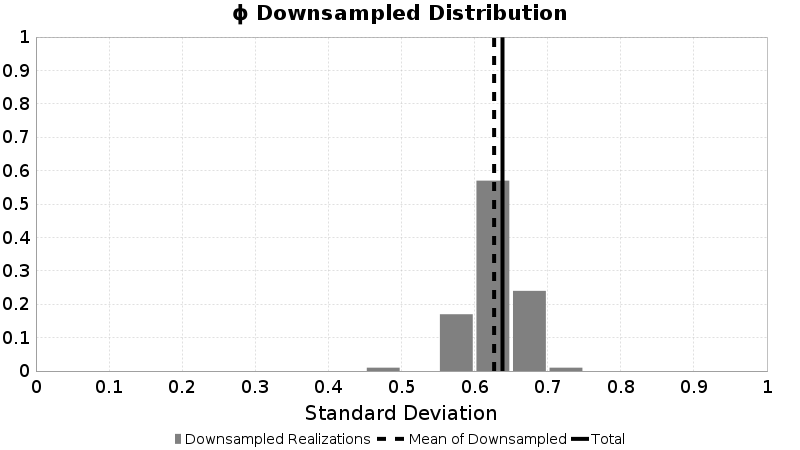 ϕ Downsampled Distribution
1
0.9
0.8
0.7
0.6
0.5
0.4
0.3
0.2
0.1
0
0 0.1 0.2 0.3 0.4 0.5 0.6 0.7 0.8 0.9 1
Standard Deviation
Downsampled Realizations Mean of Downsampled Total